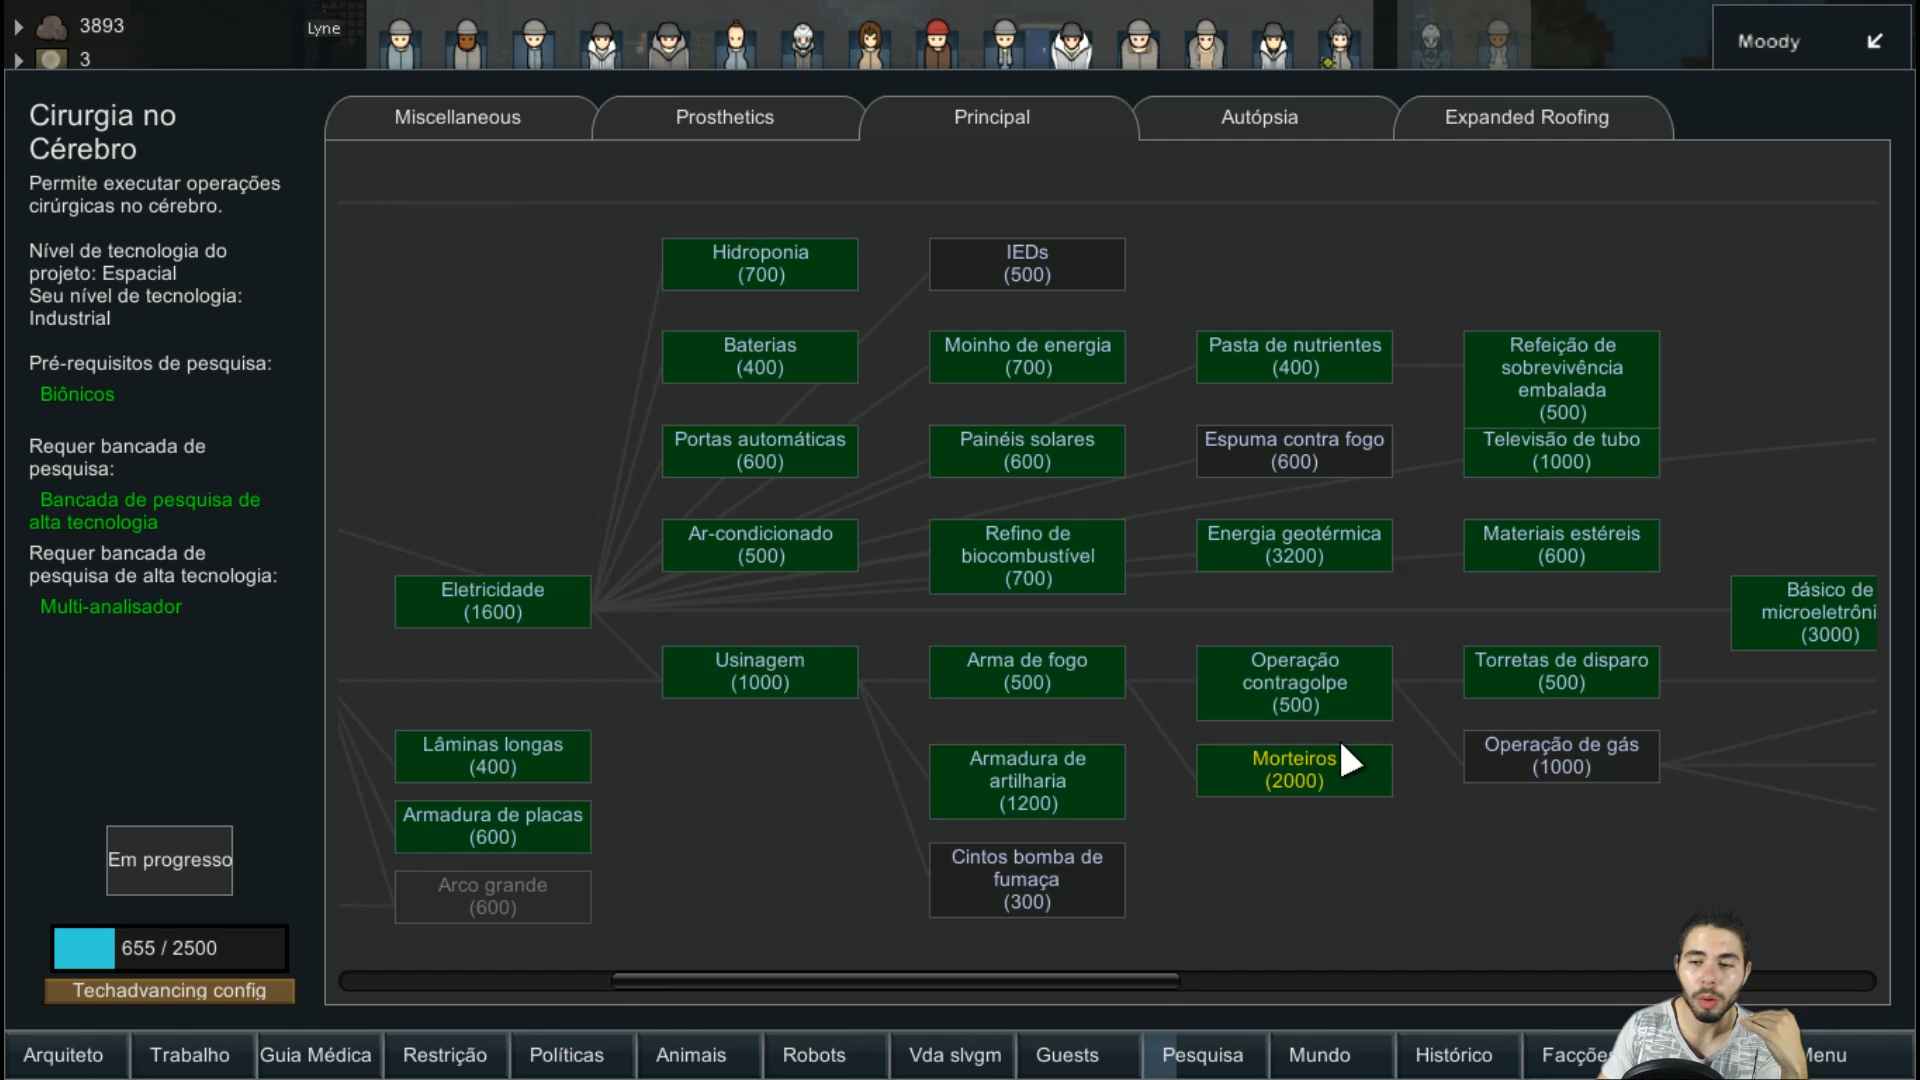 3893
3
Lyne
Moody
Cirurgia no
Cérebro
Permite executar operações
cirúrgicas no cérebro.
Nível de tecnologia do
projeto: Espacial
Seu nível de tecnologia:
Industrial
Pré-requisitos de pesquisa:
Biônicos
Requer bancada de
pesquisa:
Bancada de pesquisa de
alta tecnologia
Requer bancada de
pesquisa de alta tecnologia:
Multi-analisador
Em progresso
655 / 2500
Techadvancing config
Miscellaneous
Prosthetics
Principal
Autópsia
Expanded Roofing
Hidroponia
(700)
IEDs
(500)
Baterias
(400)
Moinho de energia
(700)
Pasta de nutrientes
(400)
Refeição de
sobrevivência
embalada
(500)
Portas automáticas
(600)
Painéis solares
(600)
Espuma contra fogo
(600)
Televisão de tubo
(1000)
Ar-condicionado
(500)
Refino de
biocombustível
(700)
Energia geotérmica
(3200)
Materiais estéreis
(600)
Eletricidade
(1600)
Básico de
microeletrôni
(3000)
Usinagem
(1000)
Arma de fogo
(500)
Operação
contragolpe
(500)
Torretas de disparo
(500)
Lâminas longas
(400)
Armadura de
artilharia
(1200)
Morteiros
(2000)
Operação de gás
(1000)
Armadura de placas
(600)
Cintos bomba de
fumaça
(300)
Arco grande
(600)
Arquiteto
Trabalho
Guia Médica
Restrição
Políticas
Animais
Robots
Vda slvgm
Guests
Pesquisa
Mundo
Histórico
Facçõe
Menu